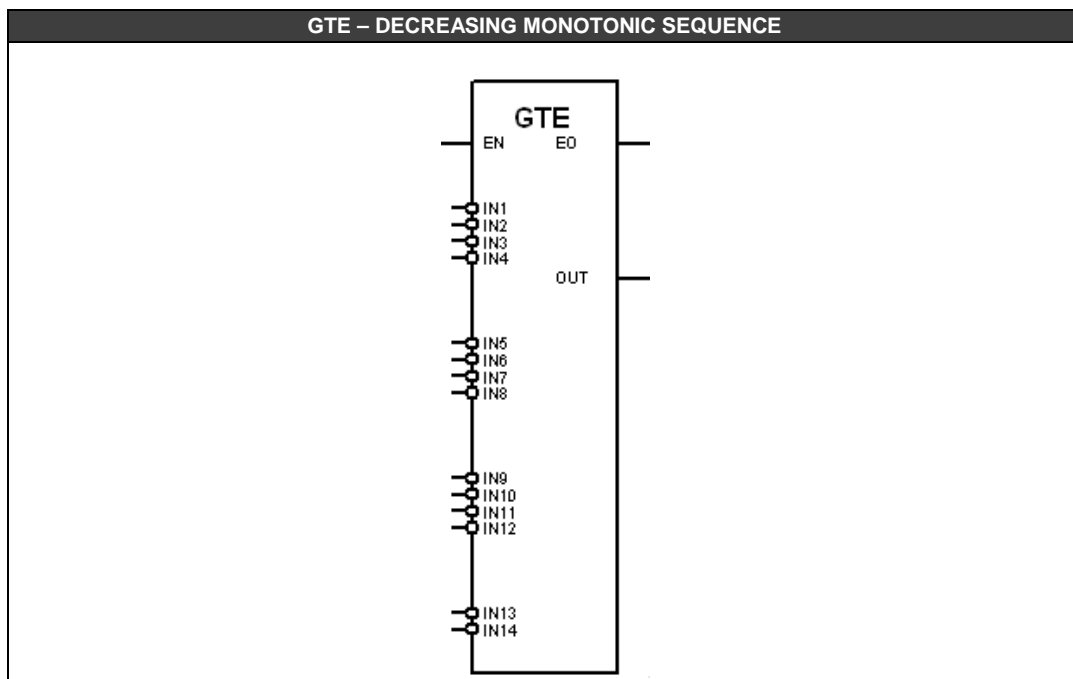 GTE – DECREASING MONOTONIC SEQUENCE
GTE
EN EO
IN1
IN2
IN3
IN4
OUT
IN5
IN6
IN7
IN8
IN9
IN10
IN11
IN12
IN13
IN14